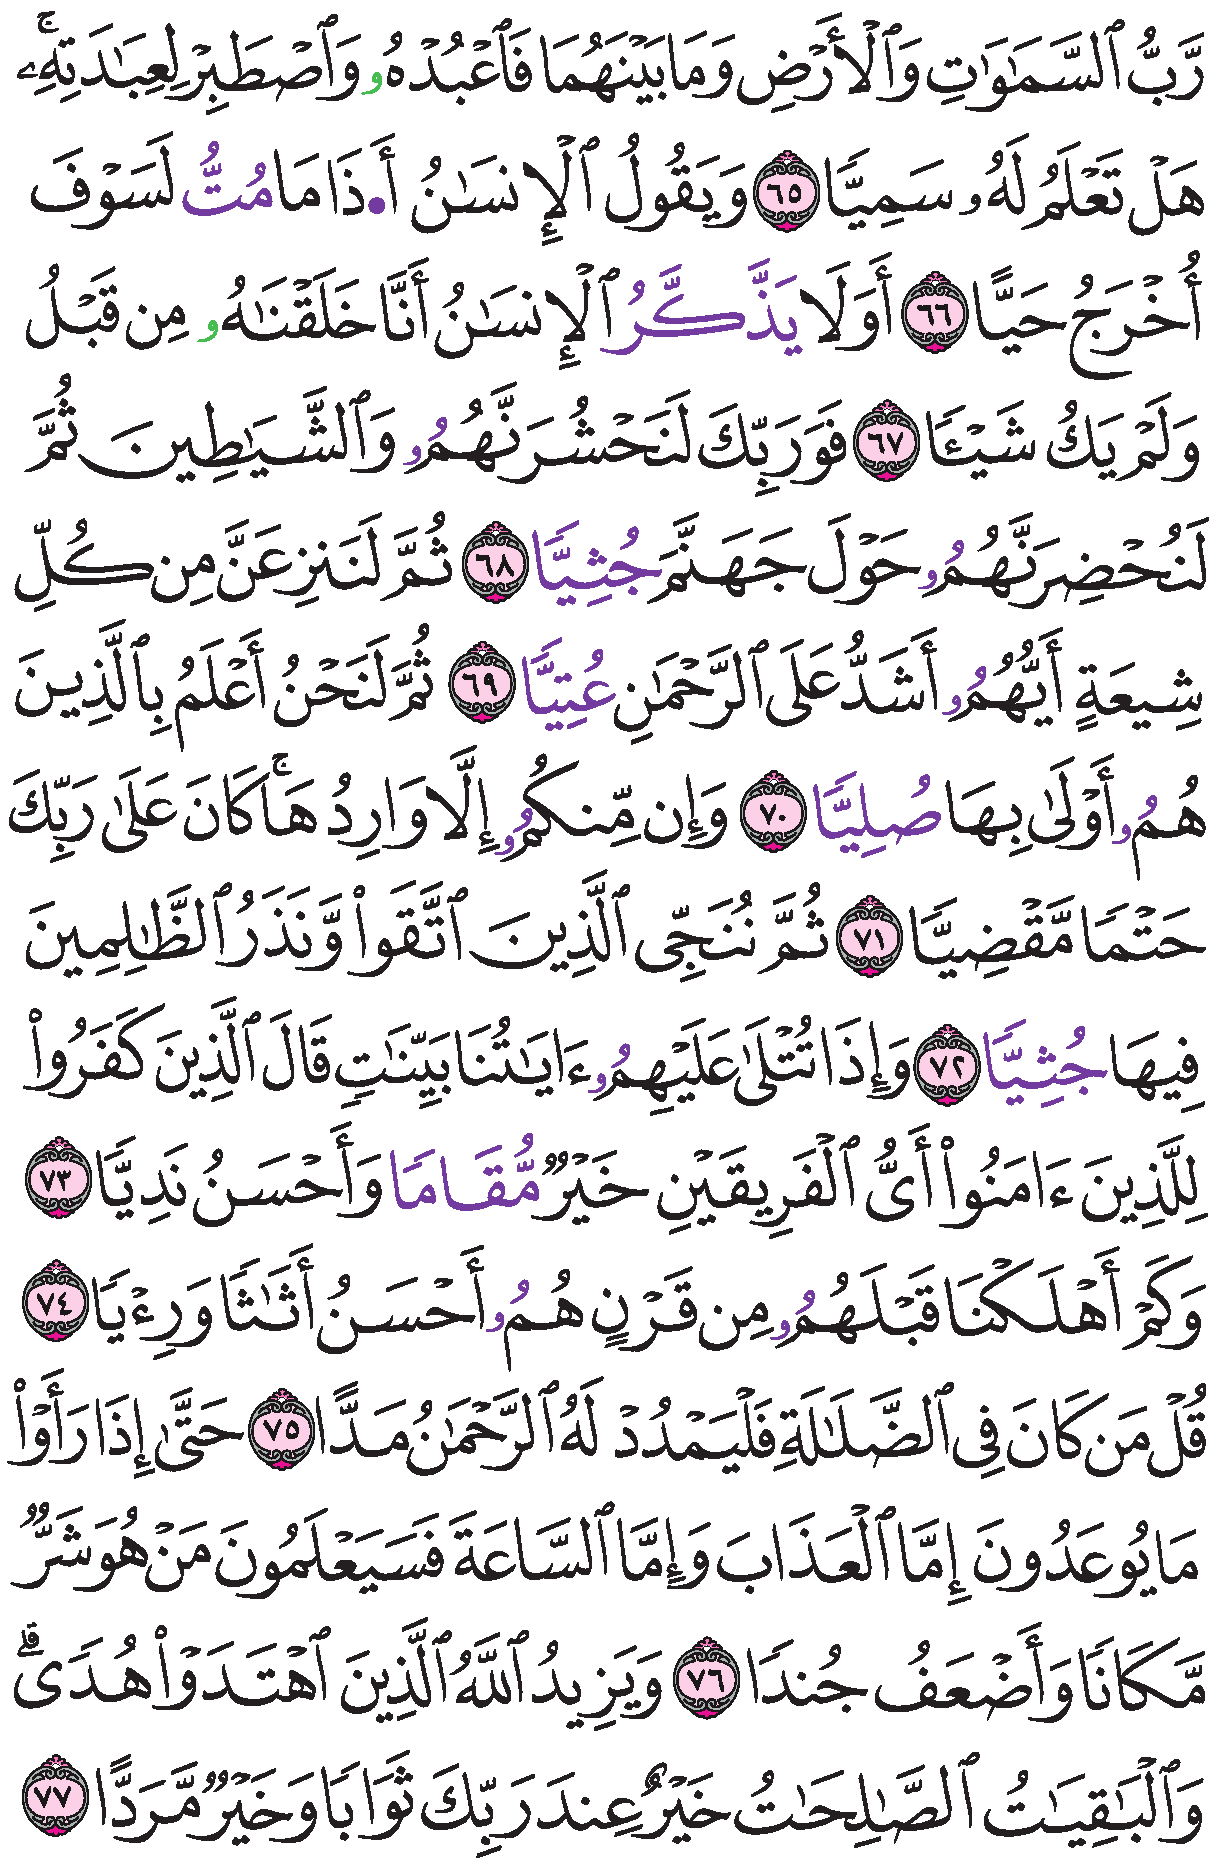 رَّبُّ ٱلسَّمَٰوَٰتِ وَٱلْأَرْضِ وَمَا بَيْنَهُمَا فَٱعْبُدْهُۥ وَٱصْطَبِرْ لِعِبَٰدَتِهِۦۚ
هَلْ تَعْلَمُ لَهُۥ سَمِيًّا ٦٥ وَيَقُولُ ٱلْإِنسَٰنُ أَ•ذَا مَا مُتُّ لَسَوْفَ
أُخْرَجُ حَيًّا ٦٦ أَوَلَا يَذَّكَّرُ ٱلْإِنسَٰنُ أَنَّا خَلَقْنَٰهُۥ مِن قَبْلُ
وَلَمْ يَكُ شَيْـًٔا ٦٧ فَوَرَبِّكَ لَنَحْشُرَنَّهُمُۥ وَٱلشَّيَٰطِينَ ثُمَّ
لَنُحْضِرَنَّهُمُۥ حَوْلَ جَهَنَّمَ جُثِيًّا ٦٨ ثُمَّ لَنَنزِعَنَّ مِن كُلِّ
شِيعَةٍ أَيُّهُمُۥ أَشَدُّ عَلَى ٱلرَّحْمَٰنِ عُتِيًّا ٦٩ ثُمَّ لَنَحْنُ أَعْلَمُ بِٱلَّذِينَ
هُمُۥ أَوْلَىٰ بِهَا صُلِيًّا ٧٠ وَإِن مِّنكُمُۥ إِلَّا وَارِدُهَاۚ كَانَ عَلَىٰ رَبِّكَ
حَتْمًا مَّقْضِيًّا ٧١ ثُمَّ نُنَجِّى ٱلَّذِينَ ٱتَّقَوا۟ وَّنَذَرُ ٱلظَّٰلِمِينَ
فِيهَا جُثِيًّا ٧٢ وَإِذَا تُتْلَىٰ عَلَيْهِمُۥ ءَايَٰتُنَا بَيِّنَٰتٍ قَالَ ٱلَّذِينَ كَفَرُوا۟
لِلَّذِينَ ءَامَنُوا۟ أَىُّ ٱلْفَرِيقَيْنِ خَيْرٌ مُّقَامًا وَأَحْسَنُ نَدِيًّا ٧٣
وَكَمْ أَهْلَكْنَا قَبْلَهُمُۥ مِن قَرْنٍ هُمُۥ أَحْسَنُ أَثَٰثًا وَرِءْيًا ٧٤
قُلْ مَن كَانَ فِى ٱلضَّلَٰلَةِ فَلْيَمْدُدْ لَهُ ٱلرَّحْمَٰنُ مَدًّا ٧٥ حَتَّىٰ إِذَا رَأَوْا۟
مَا يُوعَدُونَ إِمَّا ٱلْعَذَابَ وَإِمَّا ٱلسَّاعَةَ فَسَيَعْلَمُونَ مَنْ هُوَ شَرٌّ
مَّكَانًا وَأَضْعَفُ جُندًا ٧٦ وَيَزِيدُ ٱللَّهُ ٱلَّذِينَ ٱهْتَدَوْا۟ هُدًىۗ
وَٱلْبَٰقِيَٰتُ ٱلصَّٰلِحَٰتُ خَيْرٌ عِندَ رَبِّكَ ثَوَابًا وَخَيْرٌ مَّرَدًّا ٧٧